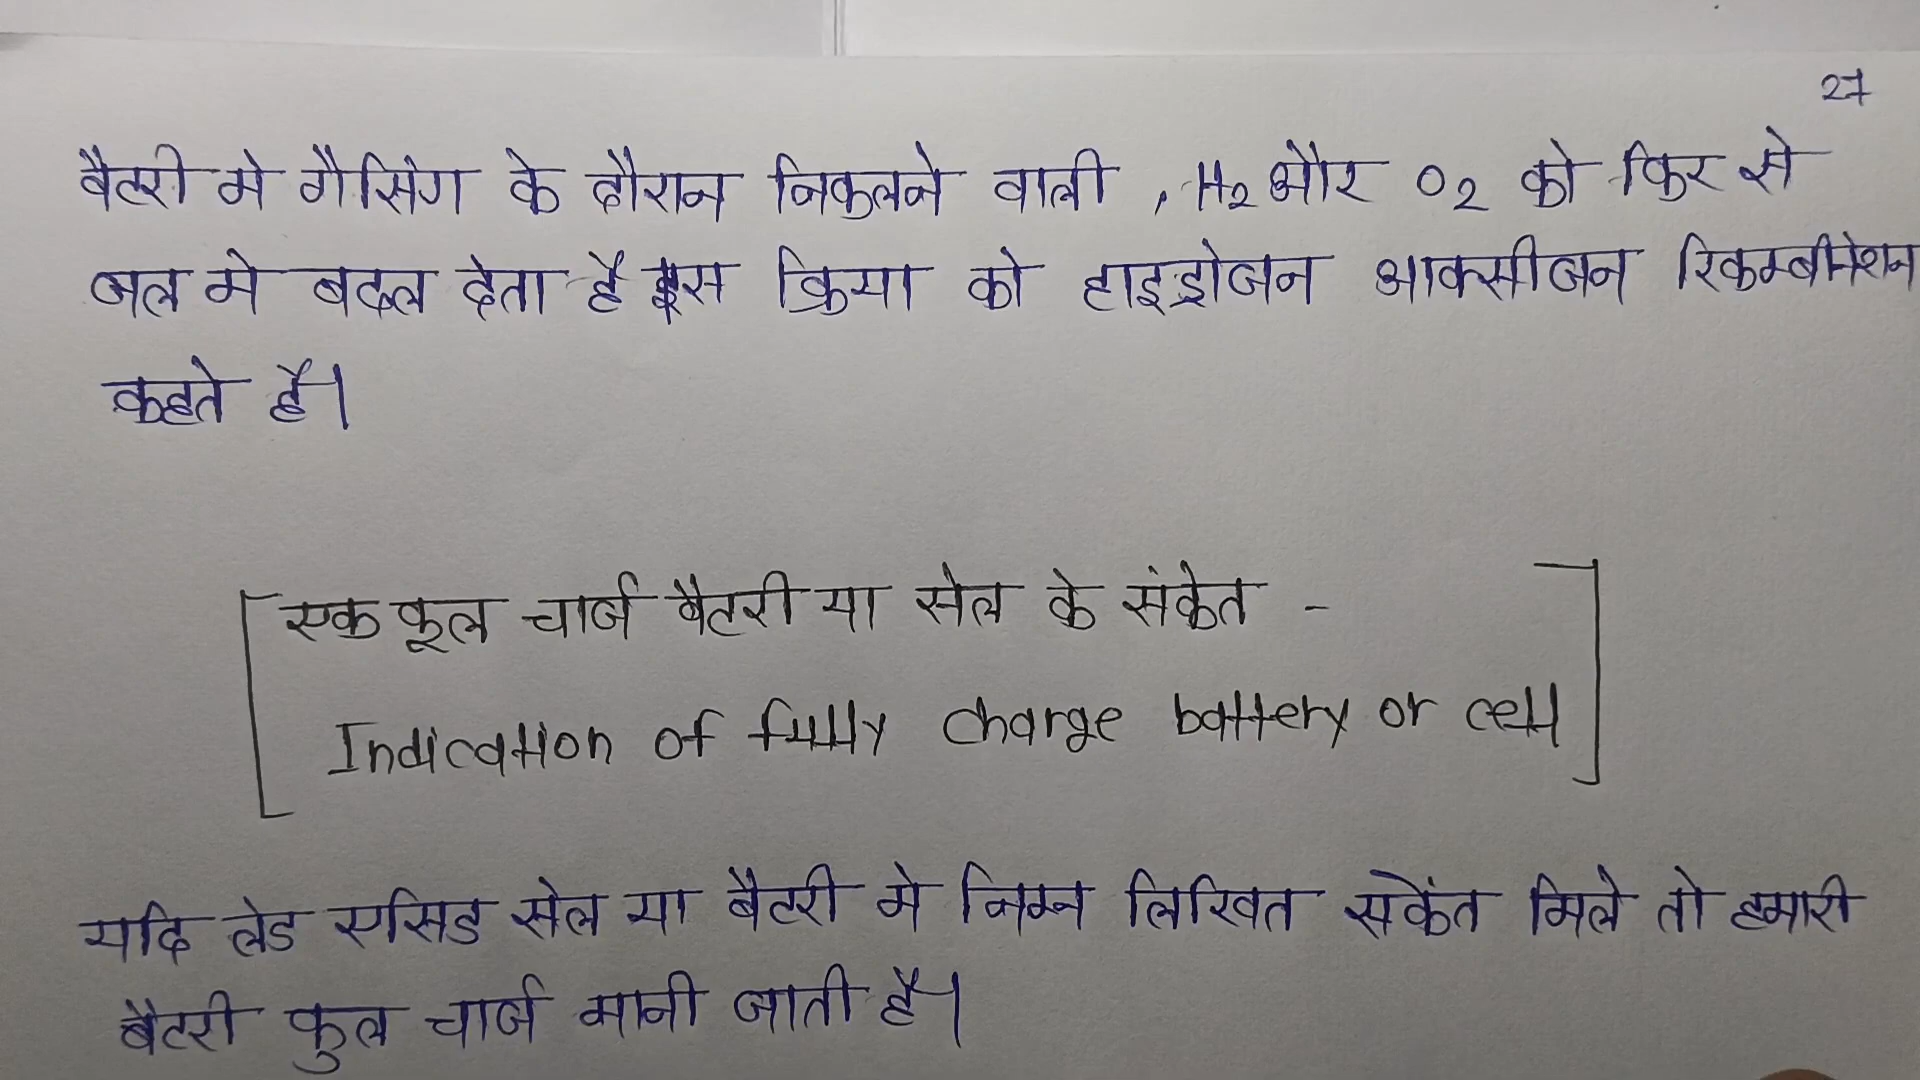 27
बैटरी मे गैसिंग के दौरान निकलने वाली , H₂ और O₂ को फिर से
जल मे बदल देता है इस क्रिया को हाइड्रोजन आक्सीजन रिकम्बीनेशन
कहते है।
एक फूल चार्ज बैटरी या सेल के संकेत -
Indication of fully charge battery or cell
यदि लेड एसिड सेल या बैटरी मे निम्न लिखित सकेंत मिले तो हमारी
बैटरी फुल चार्ज मानी जाती है।